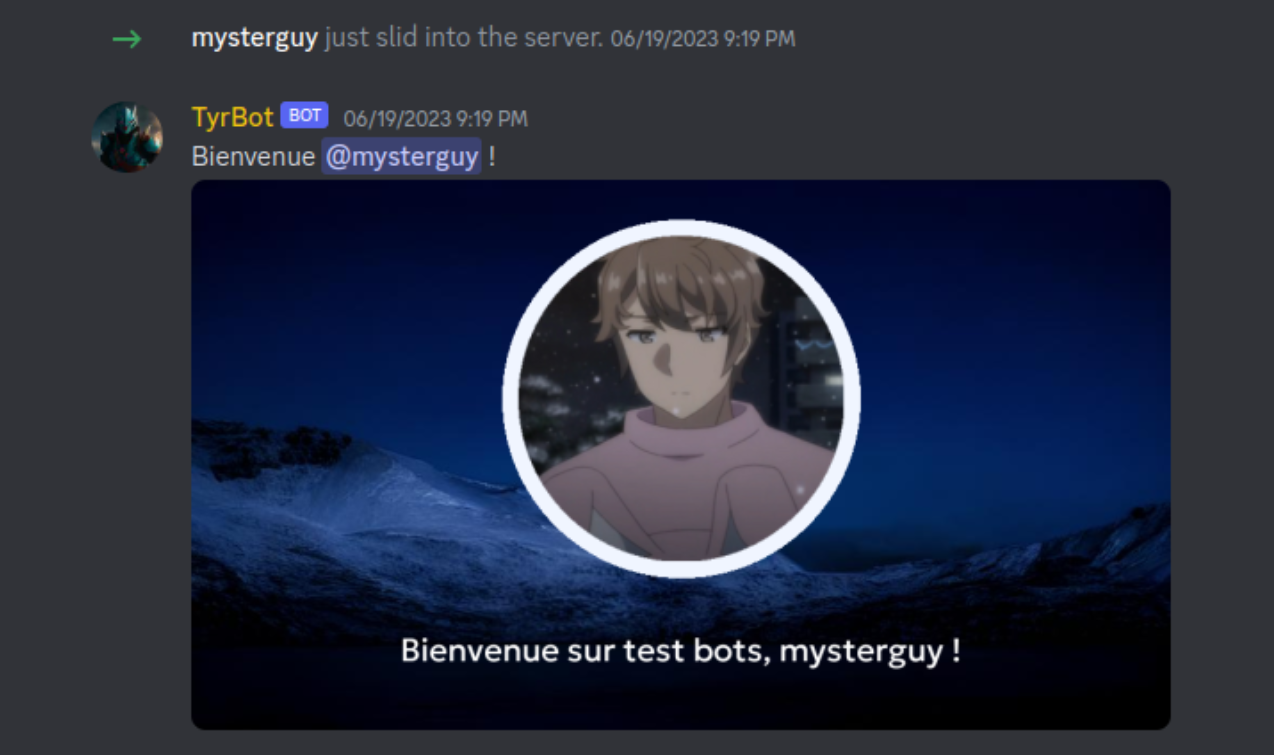 mysterguy just slid into the server. 06/19/2023 9:19 PM
TyrBot BOT 06/19/2023 9:19 PM
Bienvenue @mysterguy !
Bienvenue sur test bots, mysterguy !